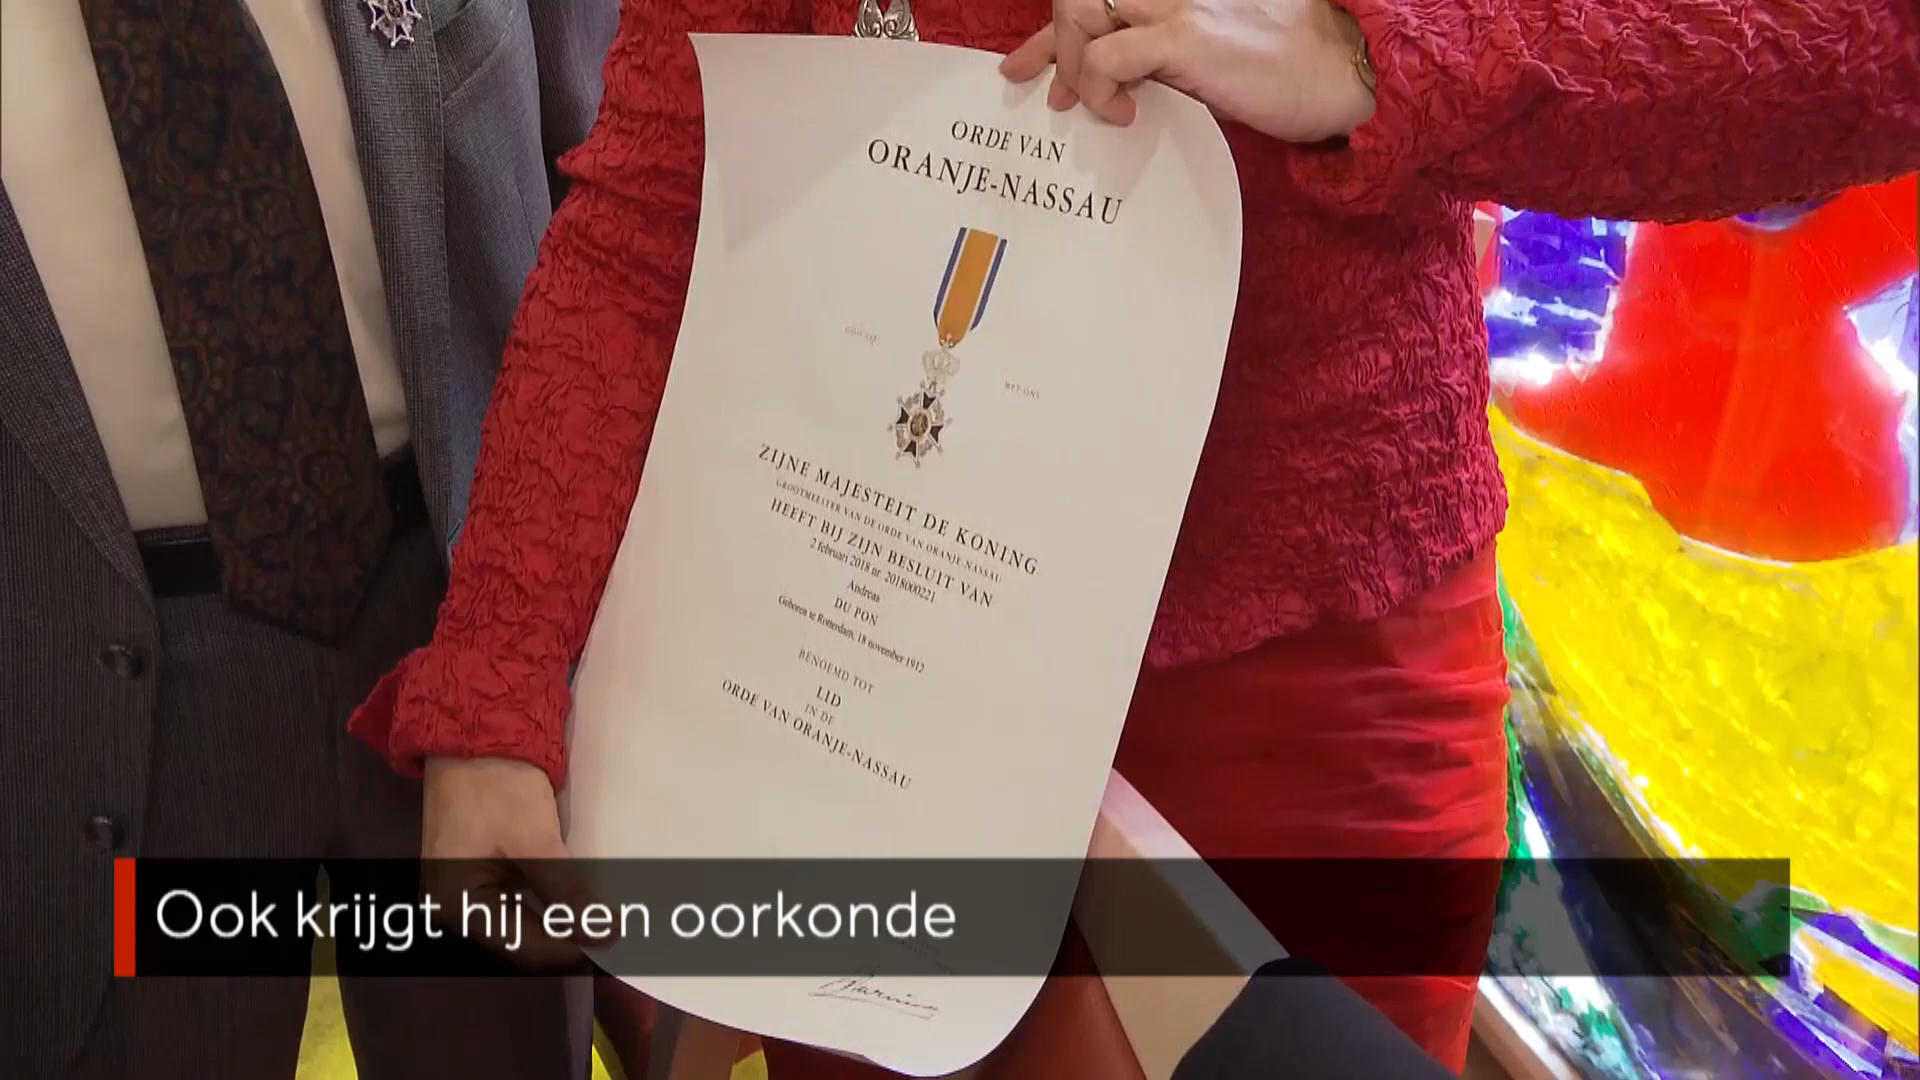 ORDE VAN
ORANJE-NASSAU
MET ONS
ZIJNE MAJESTEIT DE KONING
GROOTMEESTER VAN DE ORDE VAN ORANJE-NASSAU
HEEFT BIJ ZIJN BESLUIT VAN
2 februari 2018 nr. 2018000221
Andreas
DU PON
Geboren te Rotterdam, 18 november 1912
BENOEMD TOT
LID
IN DE
ORDE VAN ORANJE-NASSAU
Ook krijgt hij een oorkonde